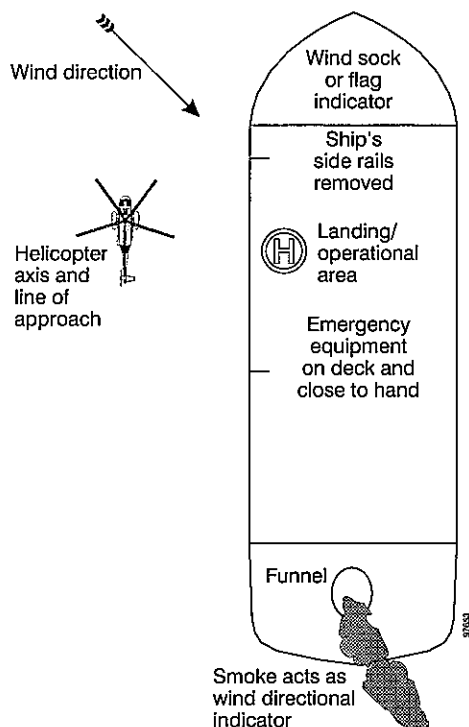 Wind direction
Wind sock
or flag
indicator
Ship's
side rails
removed
Helicopter
axis and
line of
approach
H
Landing/
operational
area
Emergency
equipment
on deck and
close to hand
Funnel
Smoke acts as
wind directional
indicator
97653